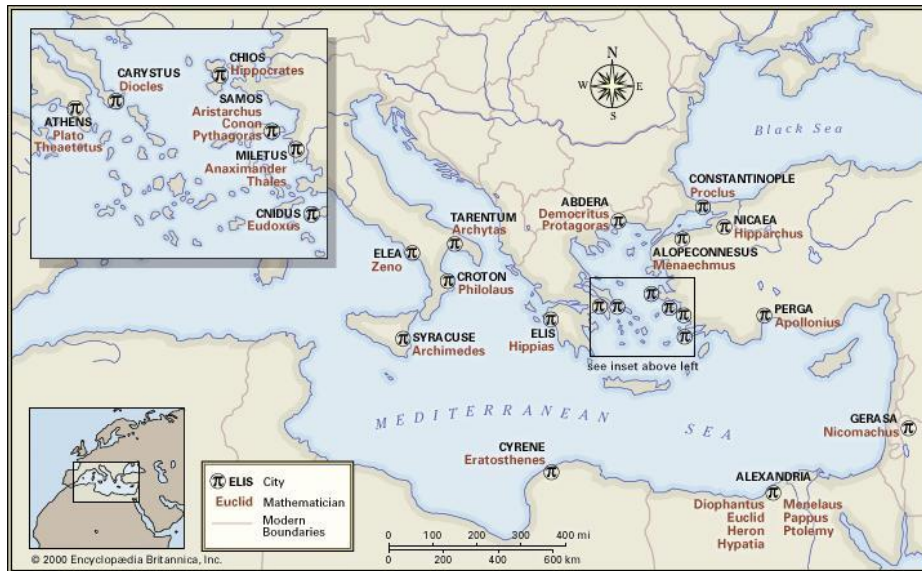 CHIOS
Hippocrates
CARYSTUS
Diocles
SAMOS
Aristarchus
Conon
Pythagoras
ATHENS
Plato
Theaetetus
MILETUS
Anaximander
Thales
CNIDUS
Eudoxus
N
W E
S
Black Sea
CONSTANTINOPLE
Proclus
ABDERA
Democritus
Protagoras
NICAEA
Hipparchus
TARENTUM
Archytas
ALOPECONNESUS
Menaechmus
ELEA
Zeno
CROTON
Philolaus
PERGA
Apollonius
SYRACUSE
Archimedes
ELIS
Hippias
see inset above left
MEDITERRANEAN SEA
GERASA
Nicomachus
CYRENE
Eratosthenes
ALEXANDRIA
Diophantus Menelaus
Euclid Pappus
Heron Ptolemy
Hypatia
π ELIS City
Euclid Mathematician
Modern
Boundaries
0 100 200 300 400 mi
0 200 400 600 km
© 2000 Encyclopædia Britannica, Inc.